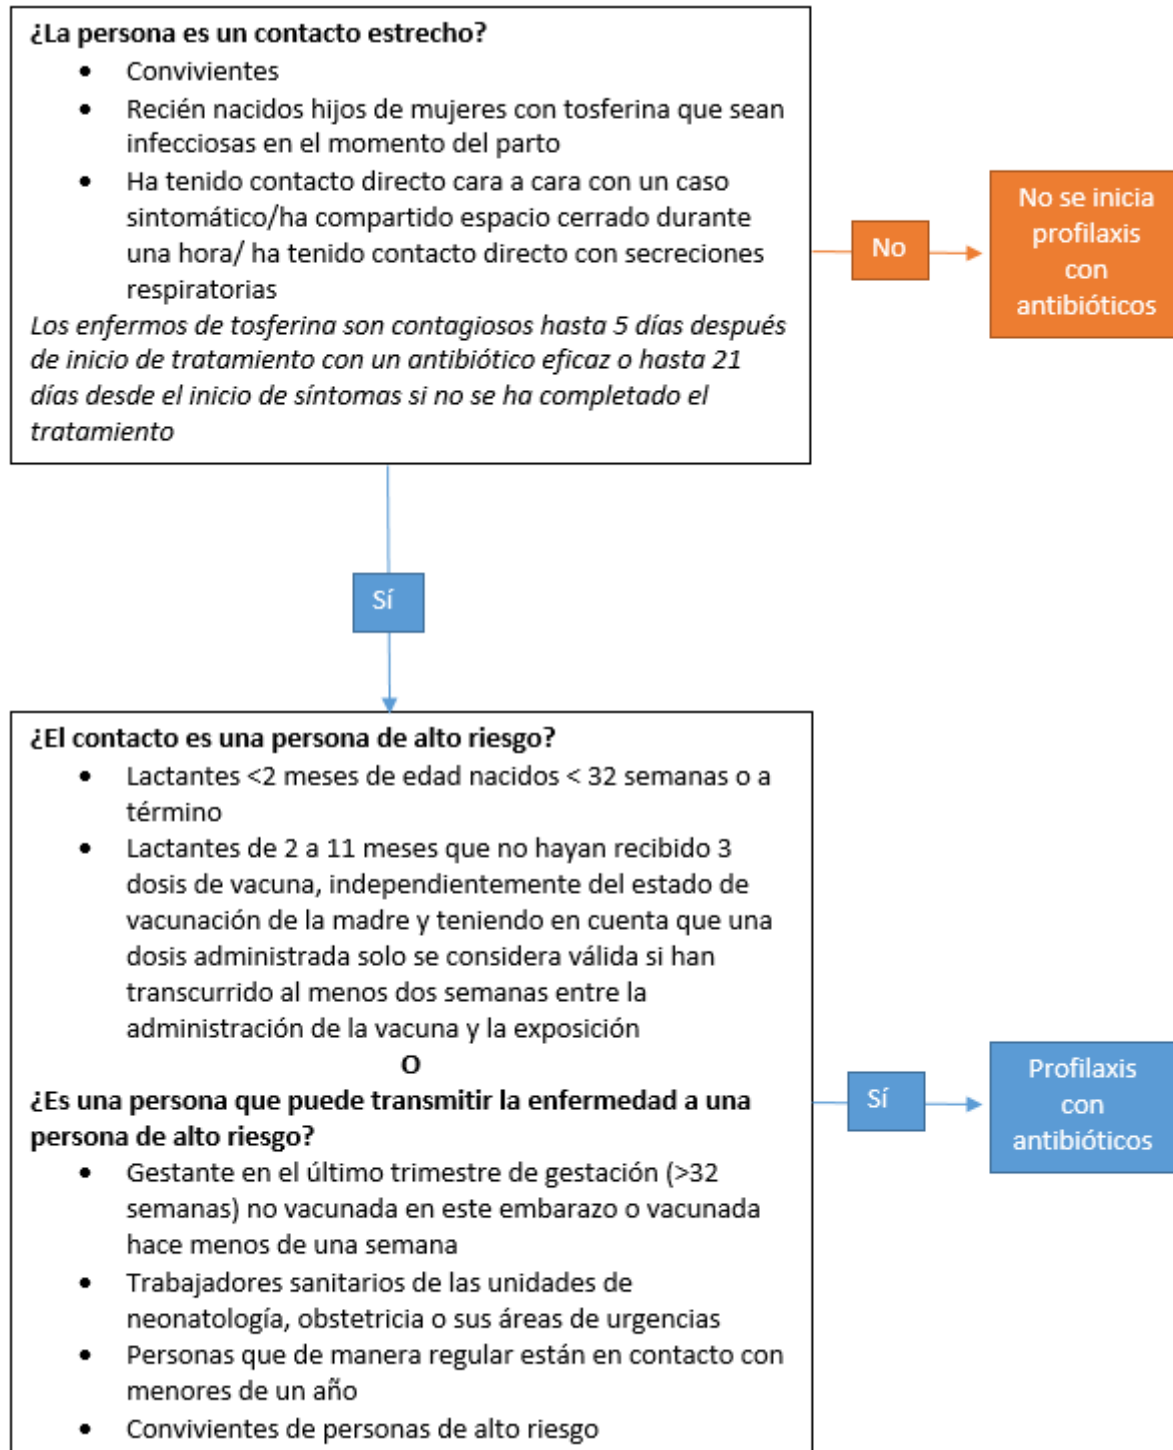 ¿La persona es un contacto estrecho?
• Convivientes
• Recién nacidos hijos de mujeres con tosferina que sean
infecciosas en el momento del parto
• Ha tenido contacto directo cara a cara con un caso
sintomático/ha compartido espacio cerrado durante
una hora/ ha tenido contacto directo con secreciones
respiratorias
Los enfermos de tosferina son contagiosos hasta 5 días después
de inicio de tratamiento con un antibiótico eficaz o hasta 21
días desde el inicio de síntomas si no se ha completado el
tratamiento
No
No se inicia
profilaxis
con
antibióticos
Sí
¿El contacto es una persona de alto riesgo?
• Lactantes <2 meses de edad nacidos < 32 semanas o a
término
• Lactantes de 2 a 11 meses que no hayan recibido 3
dosis de vacuna, independientemente del estado de
vacunación de la madre y teniendo en cuenta que una
dosis administrada solo se considera válida si han
transcurrido al menos dos semanas entre la
administración de la vacuna y la exposición
O
¿Es una persona que puede transmitir la enfermedad a una
persona de alto riesgo?
• Gestante en el último trimestre de gestación (>32
semanas) no vacunada en este embarazo o vacunada
hace menos de una semana
• Trabajadores sanitarios de las unidades de
neonatología, obstetricia o sus áreas de urgencias
• Personas que de manera regular están en contacto con
menores de un año
• Convivientes de personas de alto riesgo
Sí
Profilaxis
con
antibióticos